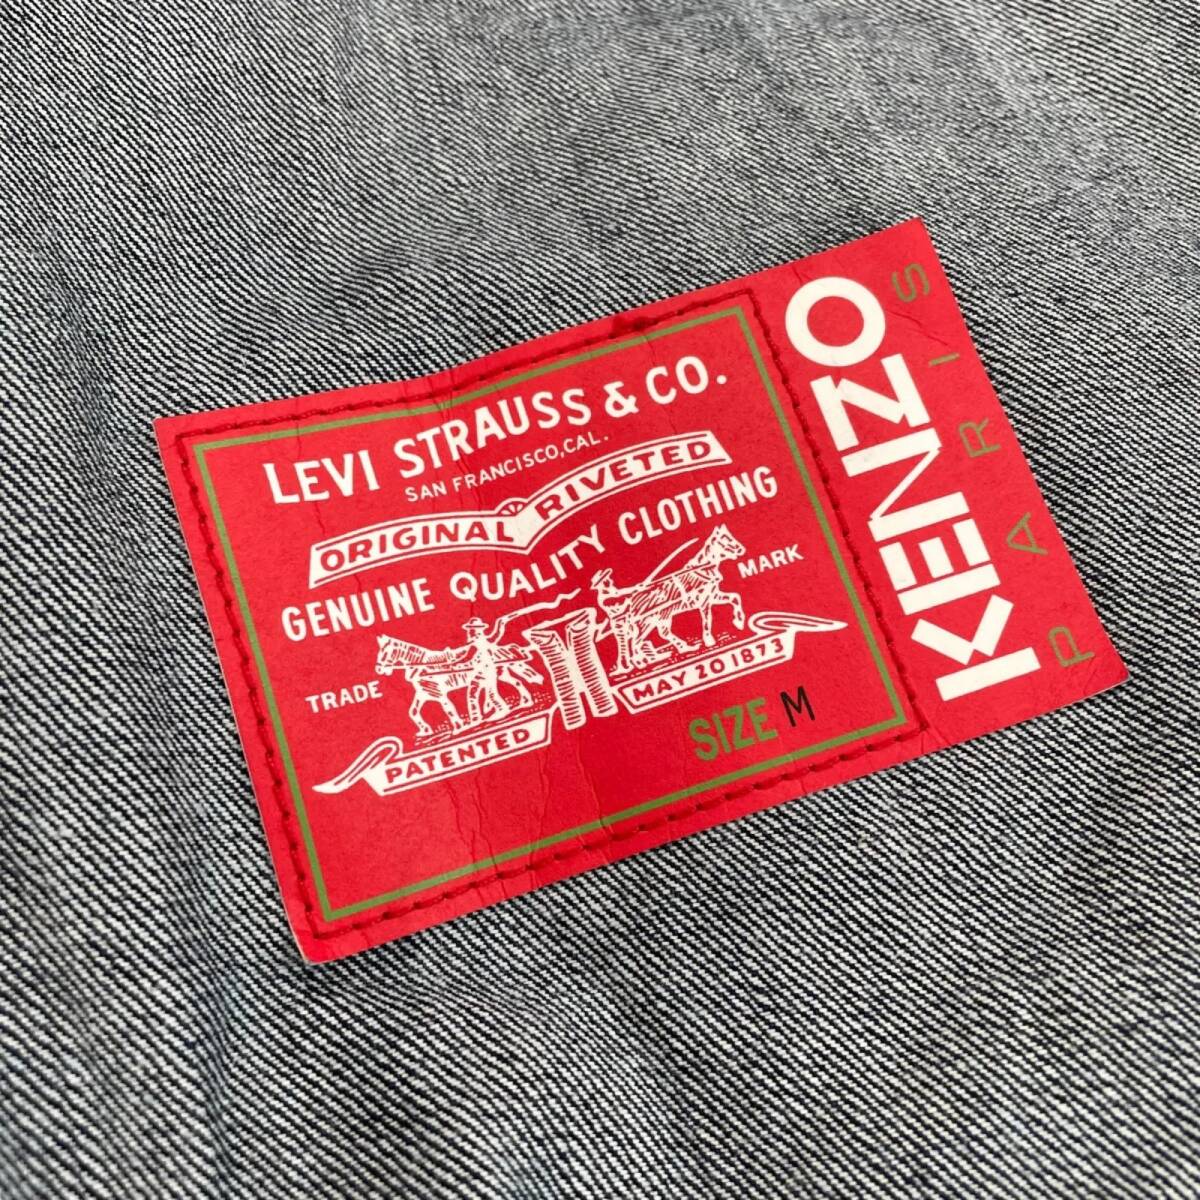 LEVI STRAUSS & CO.
SAN FRANCISCO, CAL.
ORIGINAL RIVETED
GENUINE QUALITY CLOTHING
TRADE MARK
PATENTED MAY 20 1873
SIZE M
KENZO
PARIS